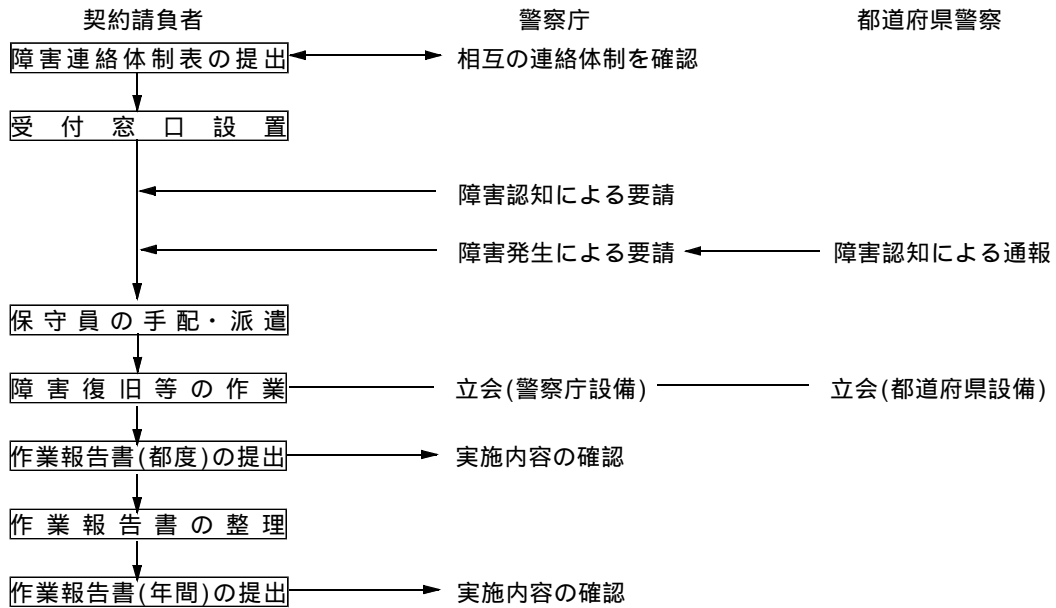 契約請負者 警察庁 都道府県警察
障害連絡体制表の提出 相互の連絡体制を確認
受付窓口設置
障害認知による要請
障害発生による要請 障害認知による通報
保守員の手配・派遣
障害復旧等の作業 立会(警察庁設備) 立会(都道府県設備)
作業報告書(都度)の提出 実施内容の確認
作業報告書の整理
作業報告書(年間)の提出 実施内容の確認